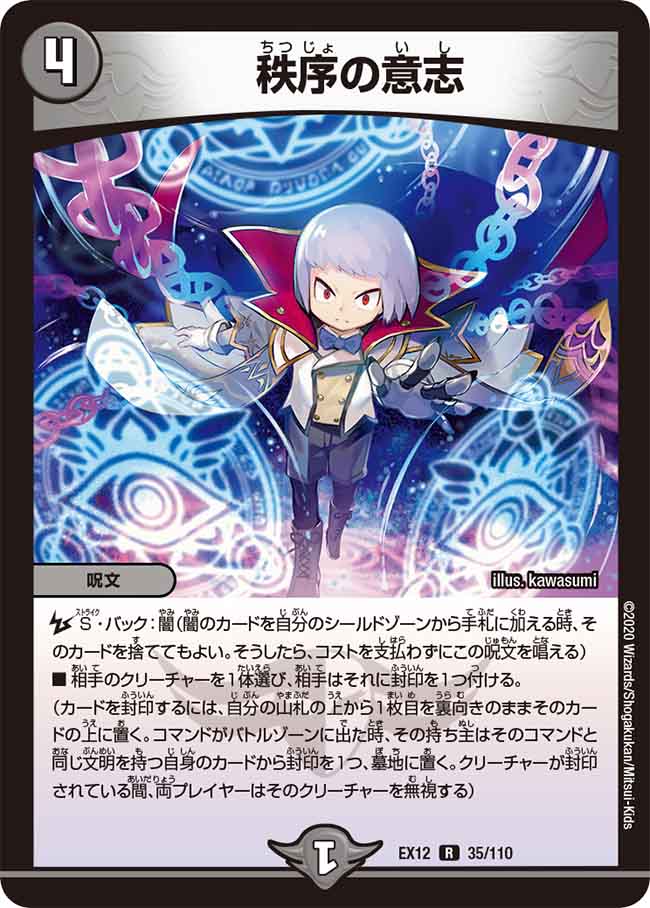 4
秩序の意志
ちつじょ いし
呪文
illus. kawasumi
S・バック:闇(闇のカードを自分のシールドゾーンから手札に加える時、そ
のカードを捨ててもよい。そうしたら、コストを支払わずにこの呪文を唱える)
■ 相手のクリーチャーを1体選び、相手はそれに封印を1つ付ける。
(カードを封印するには、自分の山札の上から1枚目を裏向きのままそのカー
ドの上に置く。コマンドがバトルゾーンに出た時、その持ち主はそのコマンドと
同じ文明を持つ自身のカードから封印を1つ、墓地に置く。クリーチャーが封印
されている間、両プレイヤーはそのクリーチャーを無視する)
©2020 Wizards/Shogakukan/Mitsui-Kids
1
EX12 R 35/110